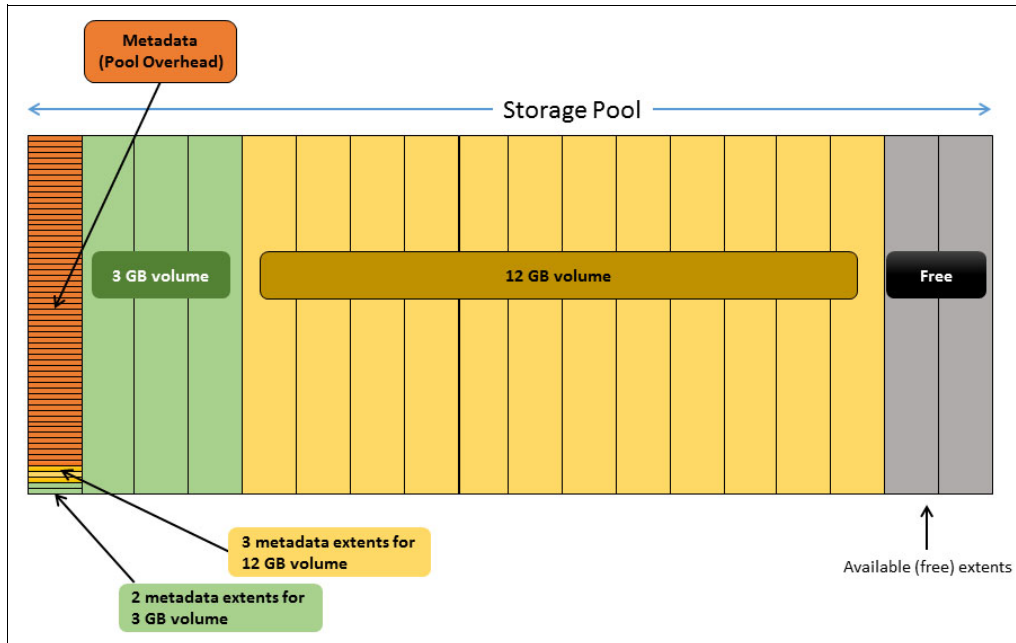 Metadata
(Pool Overhead)
Storage Pool
3 GB volume
12 GB volume
Free
3 metadata extents for
12 GB volume
Available (free) extents
2 metadata extents for
3 GB volume